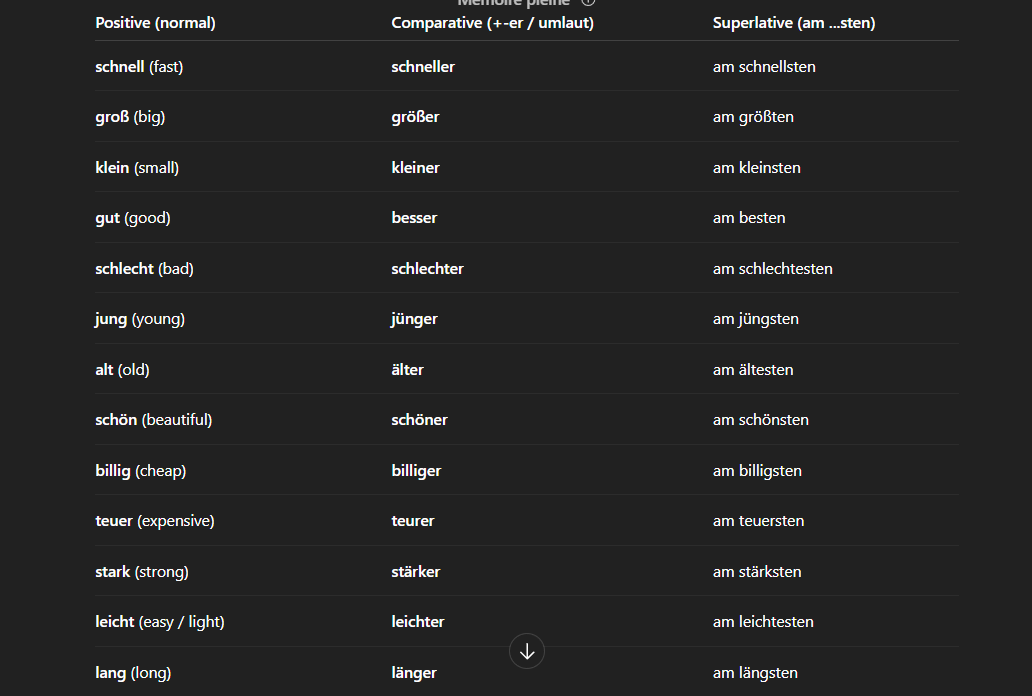 Mémoire pleine
Positive (normal) Comparative (+-er / umlaut) Superlative (am ...sten)
schnell (fast) schneller am schnellsten
groß (big) größer am größten
klein (small) kleiner am kleinsten
gut (good) besser am besten
schlecht (bad) schlechter am schlechtesten
jung (young) jünger am jüngsten
alt (old) älter am ältesten
schön (beautiful) schöner am schönsten
billig (cheap) billiger am billigsten
teuer (expensive) teurer am teuersten
stark (strong) stärker am stärksten
leicht (easy / light) leichter am leichtesten
lang (long) länger am längsten